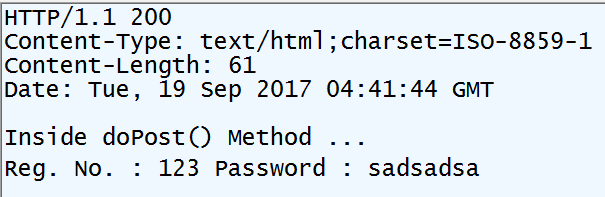 HTTP/1.1 200
Content-Type: text/html;charset=ISO-8859-1
Content-Length: 61
Date: Tue, 19 Sep 2017 04:41:44 GMT
Inside doPost() Method ...
Reg. No. : 123 Password : sadsadsa